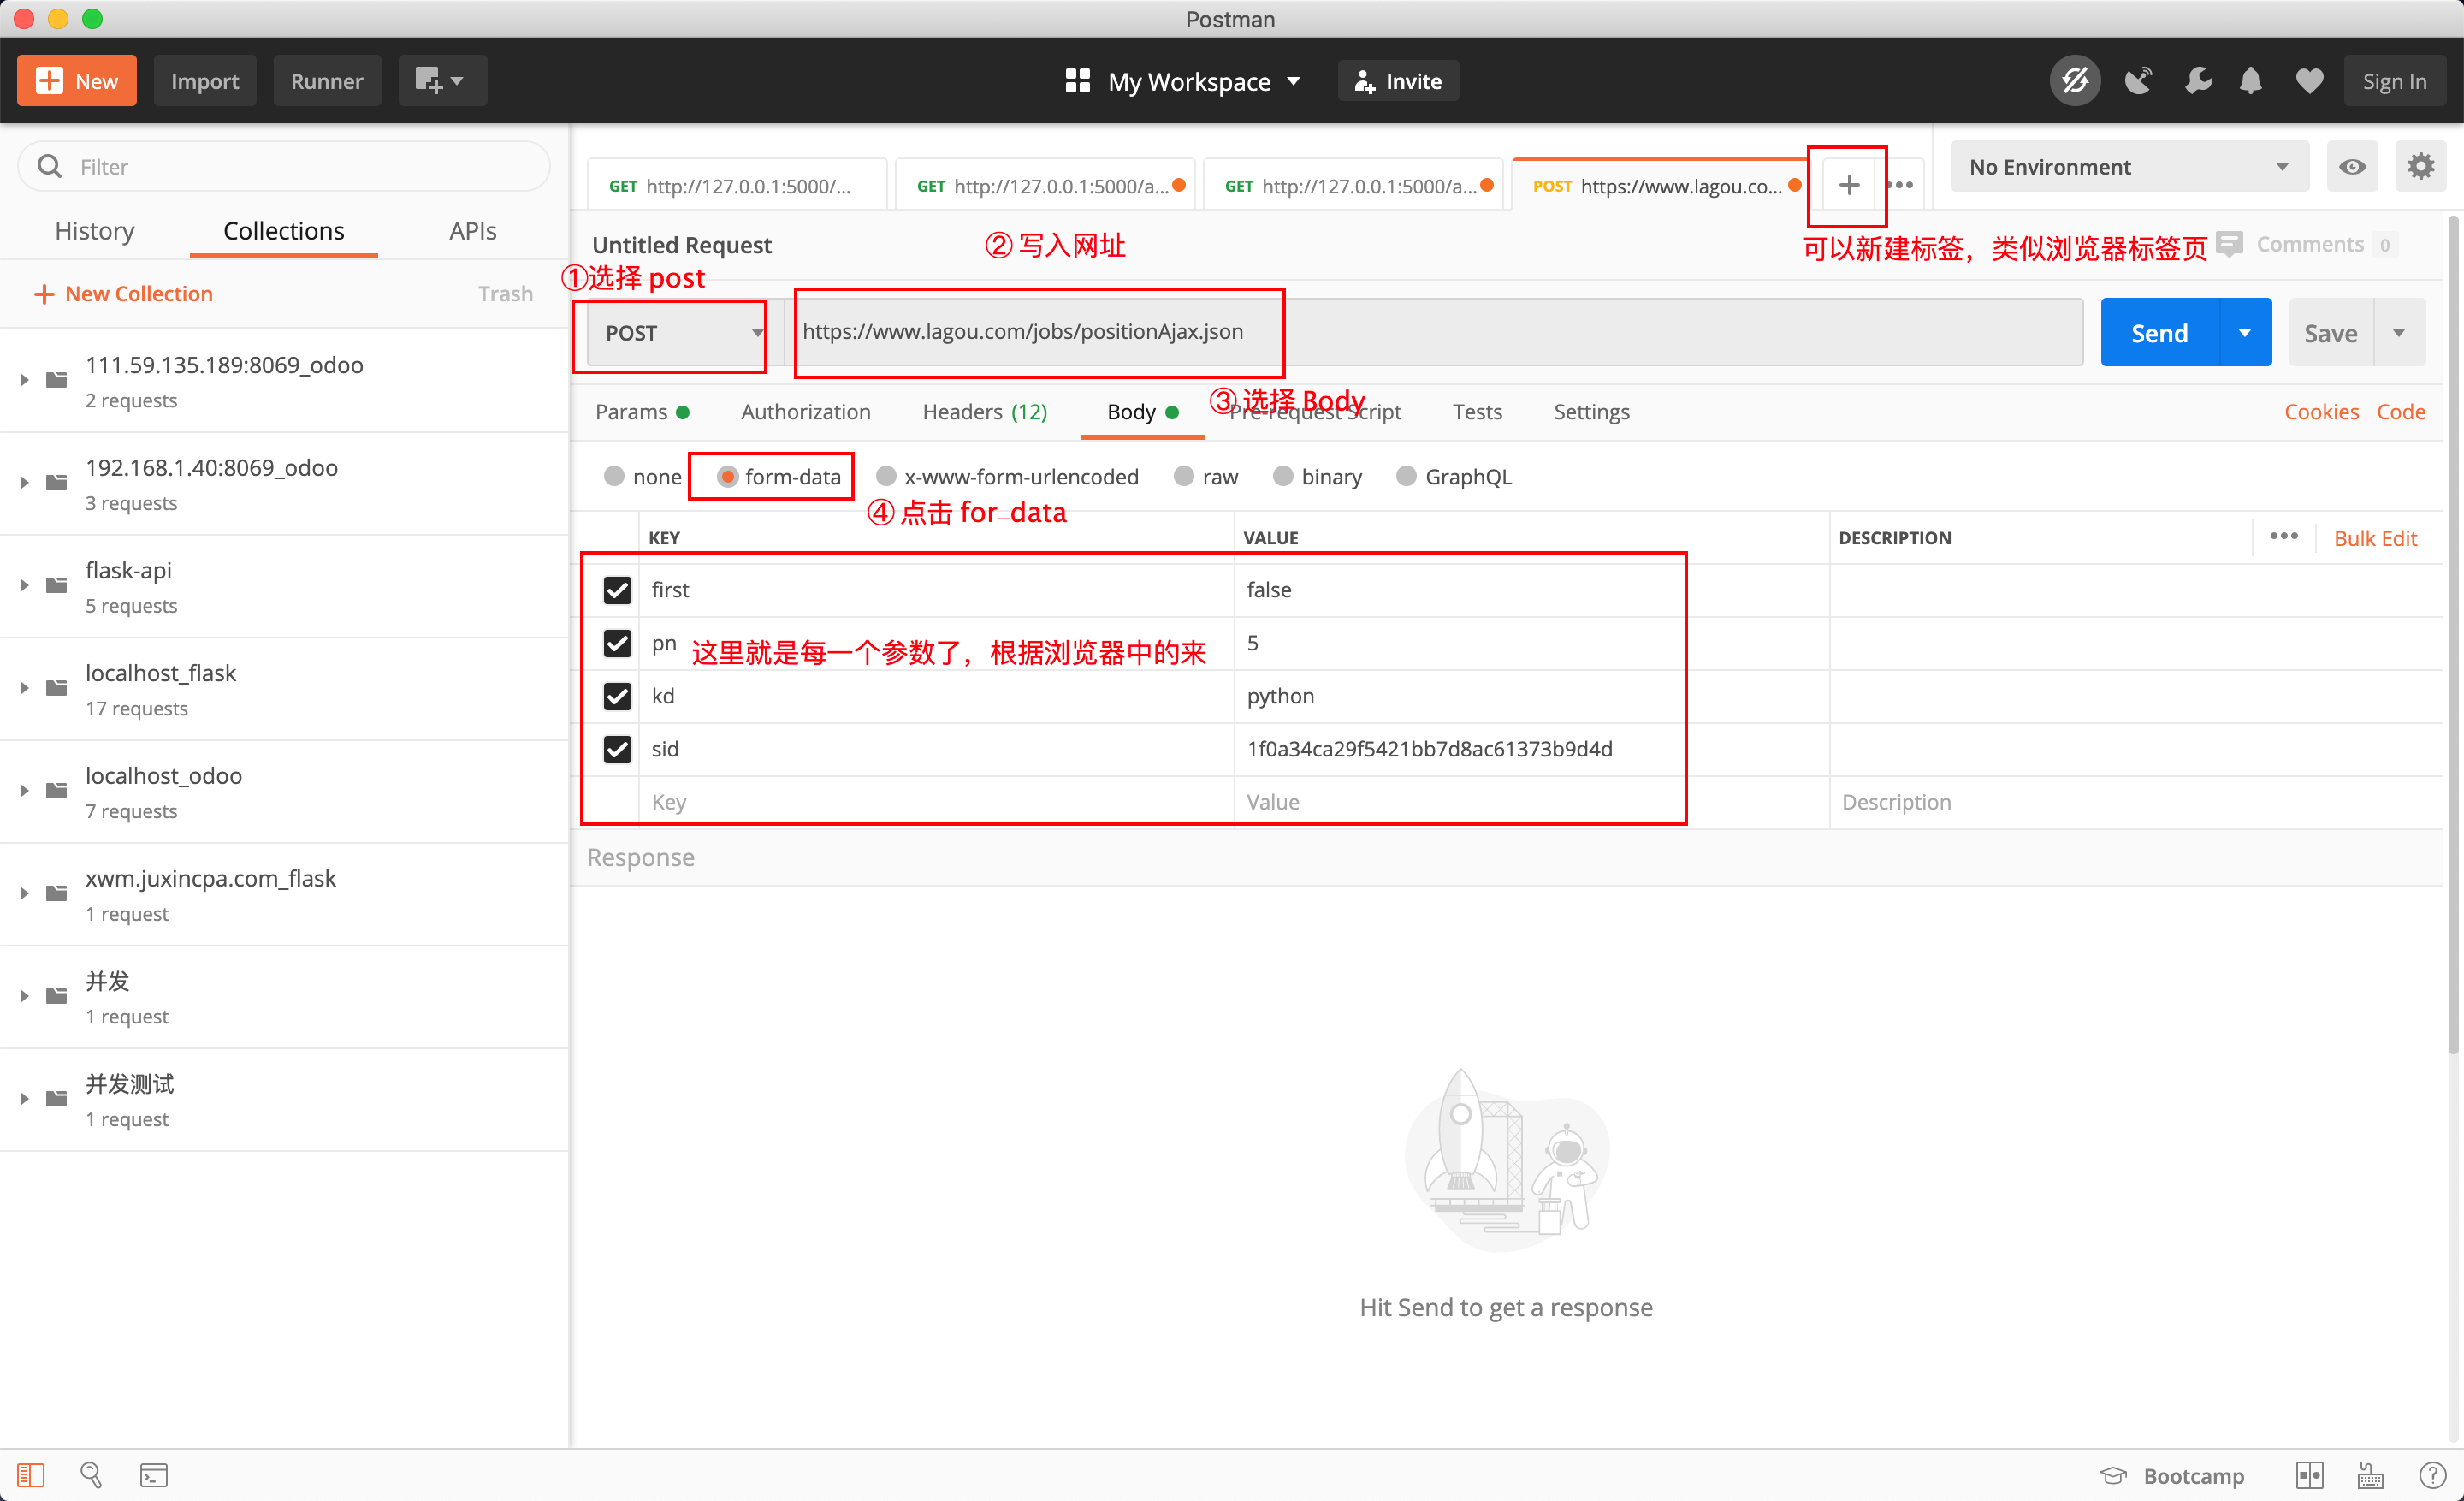 Postman
New
Import
Runner
My Workspace
Invite
Sign In
Filter
History
Collections
APIs
New Collection
Trash
111.59.135.189:8069_odoo
2 requests
192.168.1.40:8069_odoo
3 requests
flask-api
5 requests
localhost_flask
17 requests
localhost_odoo
7 requests
xwm.juxincpa.com_flask
1 request
并发
1 request
并发测试
1 request
GET http://127.0.0.1:5000/...
GET http://127.0.0.1:5000/a...
GET http://127.0.0.1:5000/a...
POST https://www.lagou.co...
No Environment
Untitled Request
② 写入网址
可以新建标签，类似浏览器标签页
Comments 0
①选择 post
POST
https://www.lagou.com/jobs/positionAjax.json
Send
Save
Params
Authorization
Headers (12)
Body
③ 选择 Body
Pre-request Script
Tests
Settings
Cookies
Code
none
form-data
x-www-form-urlencoded
raw
binary
GraphQL
④ 点击 for_data
KEY
VALUE
DESCRIPTION
Bulk Edit
first
false
pn
这里就是每一个参数了，根据浏览器中的来
5
kd
python
sid
1f0a34ca29f5421bb7d8ac61373b9d4d
Key
Value
Description
Response
Hit Send to get a response
Bootcamp